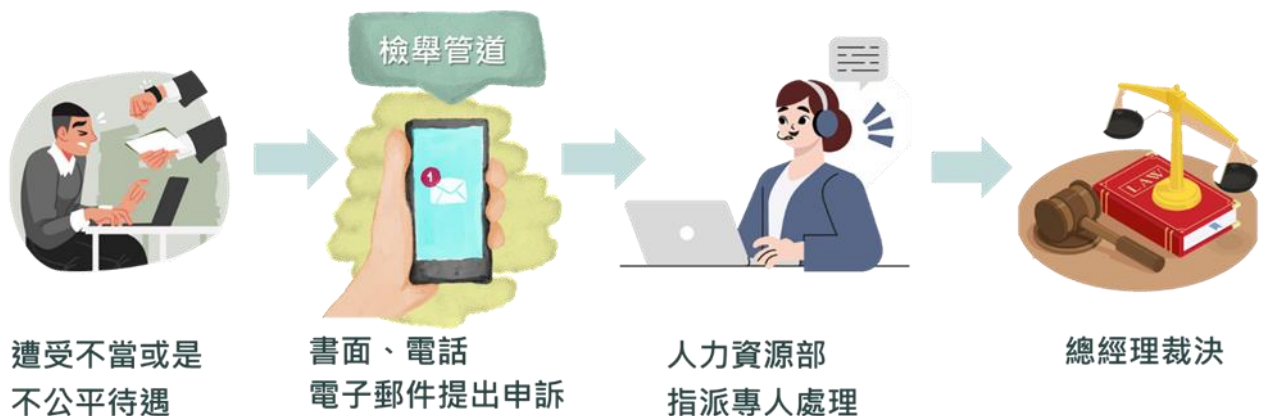 檢舉管道
1
LAW
遭受不當或是
不公平待遇
書面、電話
電子郵件提出申訴
人力資源部
指派專人處理
總經理裁決